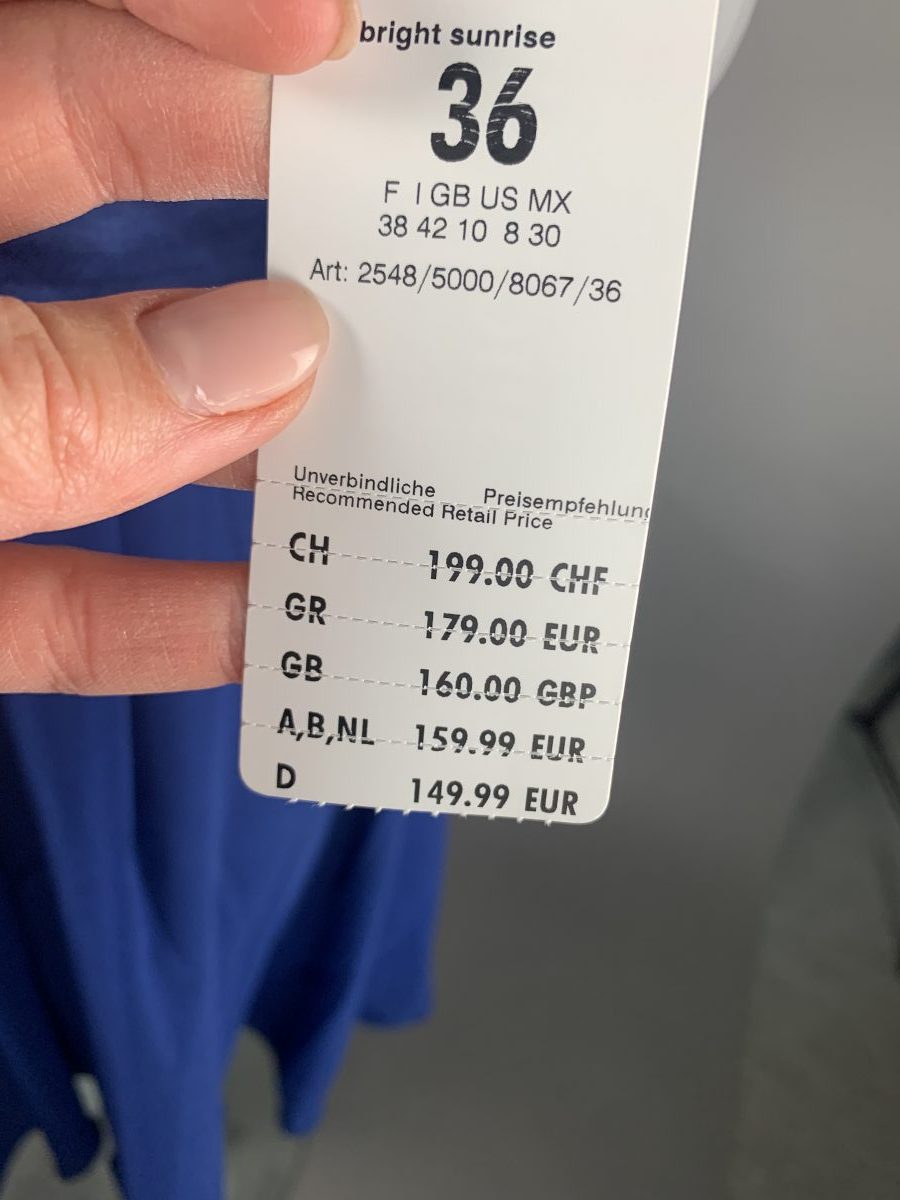 bright sunrise
36
F I GB US MX
38 42 10 8 30
Art: 2548/5000/8067/36
Unverbindliche Preisempfehlung
Recommended Retail Price
CH 199.00 CHF
GR 179.00 EUR
GB 160.00 GBP
A,B,NL 159.99 EUR
D 149.99 EUR